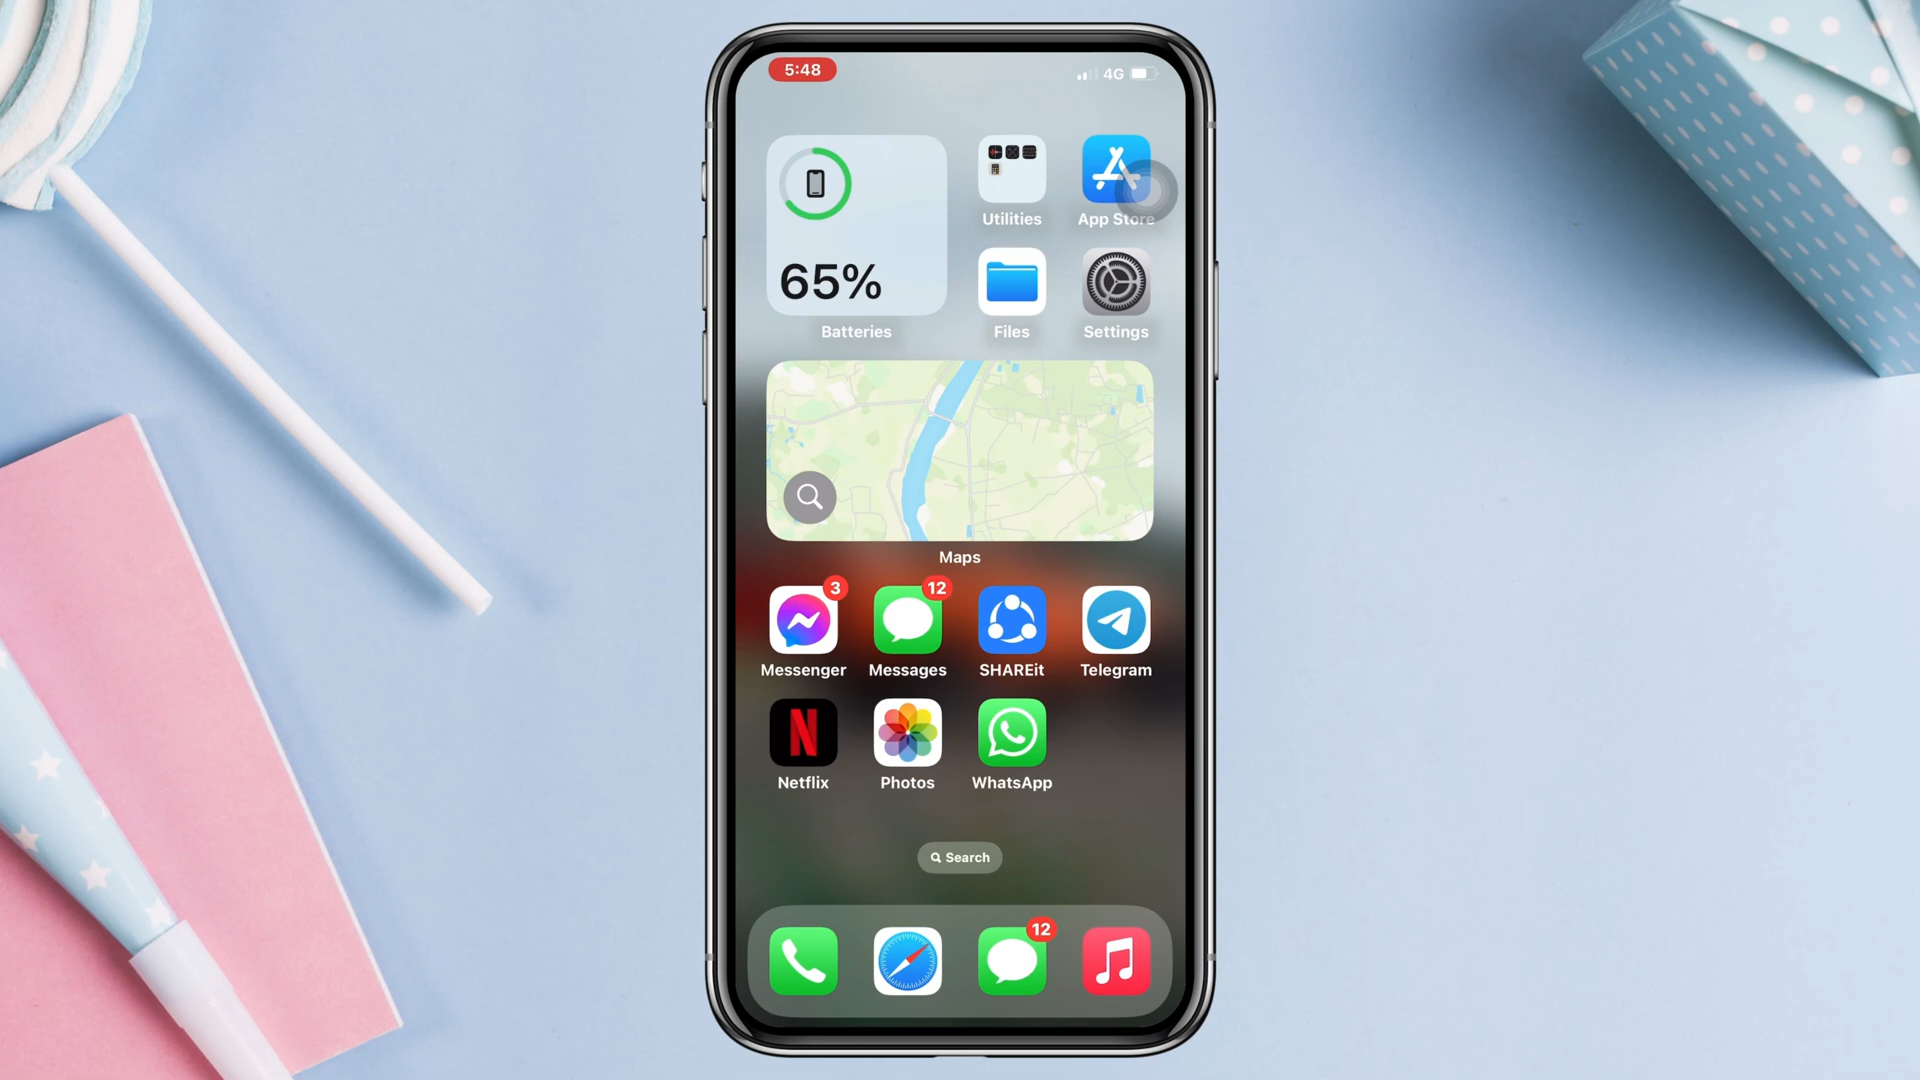 5:48
4G
65%
Batteries
Utilities
App Store
Files
Settings
Maps
3
12
Messenger
Messages
SHAREit
Telegram
N
Netflix
Photos
WhatsApp
Search
12